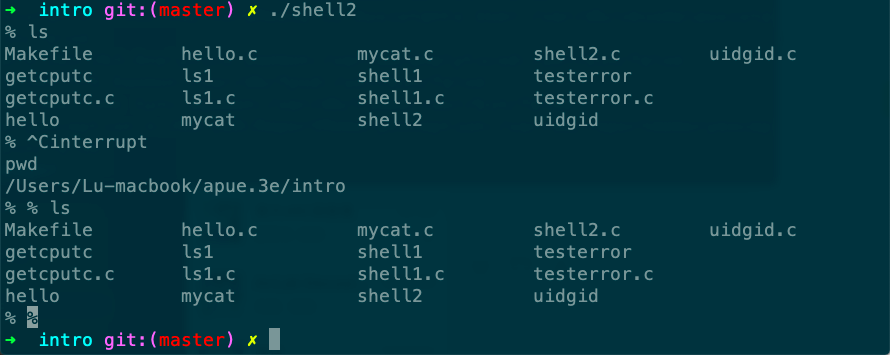 ➜  intro git:(master) ✗ ./shell2
% ls
Makefile        hello.c         mycat.c         shell2.c        uidgid.c
getcputc        ls1             shell1          testerror
getcputc.c      ls1.c           shell1.c        testerror.c
hello           mycat           shell2          uidgid
% ^Cinterrupt
pwd
/Users/Lu-macbook/apue.3e/intro
% % ls
Makefile        hello.c         mycat.c         shell2.c        uidgid.c
getcputc        ls1             shell1          testerror
getcputc.c      ls1.c           shell1.c        testerror.c
hello           mycat           shell2          uidgid
% %
➜  intro git:(master) ✗